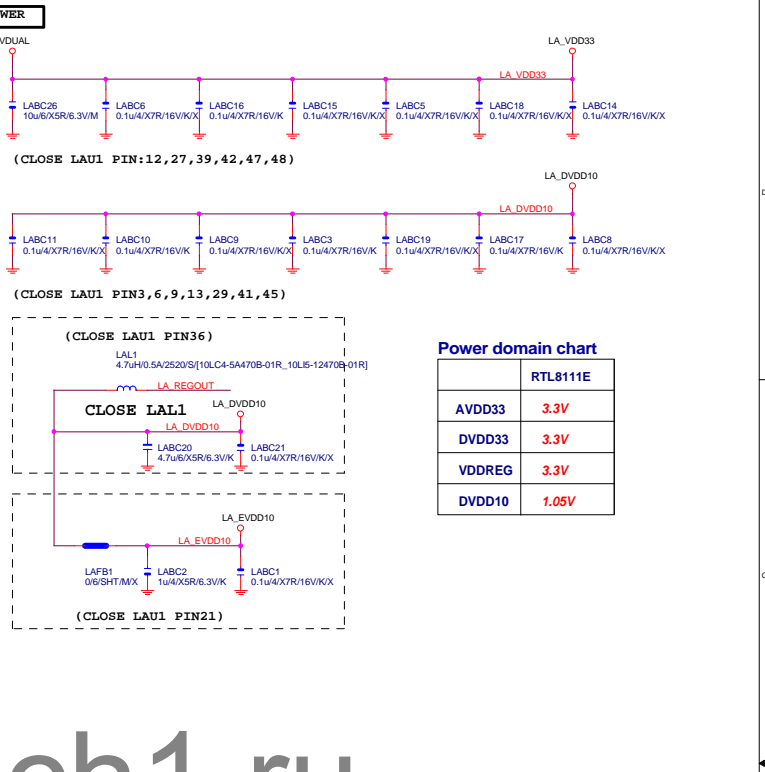 WER
VDUAL
LA_VDD33
LA_VDD33
LABC26
10u/6/X5R/6.3V/M
LABC6
0.1u/4/X7R/16V/K/X
LABC16
0.1u/4/X7R/16V/K
LABC15
0.1u/4/X7R/16V/K/X
LABC5
0.1u/4/X7R/16V/K/X
LABC18
0.1u/4/X7R/16V/K/X
LABC14
0.1u/4/X7R/16V/K/X
(CLOSE LAU1 PIN:12,27,39,42,47,48)
LA_DVDD10
LA_DVDD10
LABC11
0.1u/4/X7R/16V/K/X
LABC10
0.1u/4/X7R/16V/K
LABC9
0.1u/4/X7R/16V/K/X
LABC3
0.1u/4/X7R/16V/K
LABC19
0.1u/4/X7R/16V/K/X
LABC17
0.1u/4/X7R/16V/K
LABC8
0.1u/4/X7R/16V/K/X
(CLOSE LAU1 PIN3,6,9,13,29,41,45)
(CLOSE LAU1 PIN36)
LAL1
4.7uH/0.5A/2520/S/[10LC4-5A470B-01R_10LI5-12470B-01R]
LA_REGOUT
CLOSE LAL1
LA_DVDD10
LA_DVDD10
LABC20
4.7u/6/X5R/6.3V/K
LABC21
0.1u/4/X7R/16V/K/X
LA_EVDD10
LA_EVDD10
LAFB1
0/6/SHT/M/X
LABC2
1u/4/X5R/6.3V/K
LABC1
0.1u/4/X7R/16V/K/X
(CLOSE LAU1 PIN21)
Power domain chart
RTL8111E
AVDD33 3.3V
DVDD33 3.3V
VDDREG 3.3V
DVDD10 1.05V